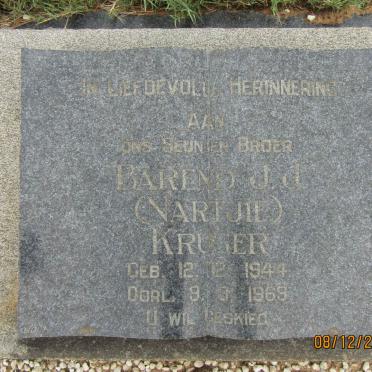 IN LIEFDEVOLLE HERINNERING
AAN
ONS SEUN EN BROER
BAREND J. J.
(NARTJIE)
KRUGER
GEB. 12. 12. 1944
OORL. 9. 3. 1969
U WIL GESKIED
08/12/2